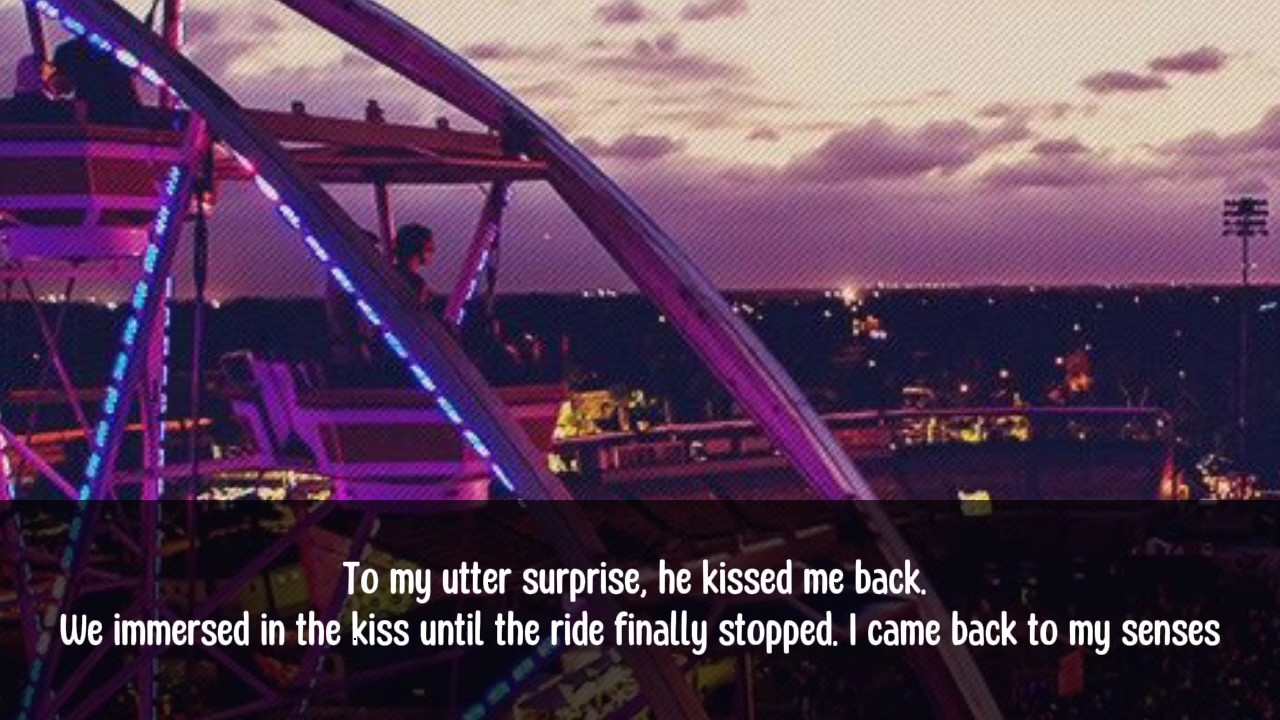 To my utter surprise, he kissed me back.
We immersed in the kiss until the ride finally stopped. I came back to my senses